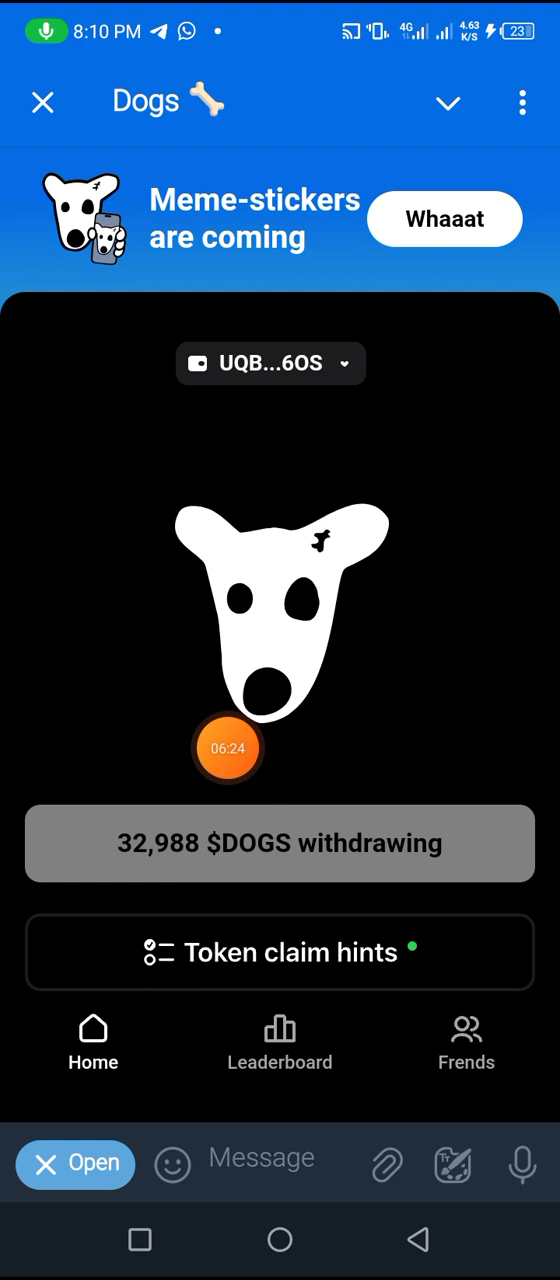 8:10 PM
4G
4.63
K/S
23
Dogs
Meme-stickers
are coming
Whaaat
UQB...6OS
06:24
32,988 $DOGS withdrawing
Token claim hints
Home
Leaderboard
Frends
Open
Message